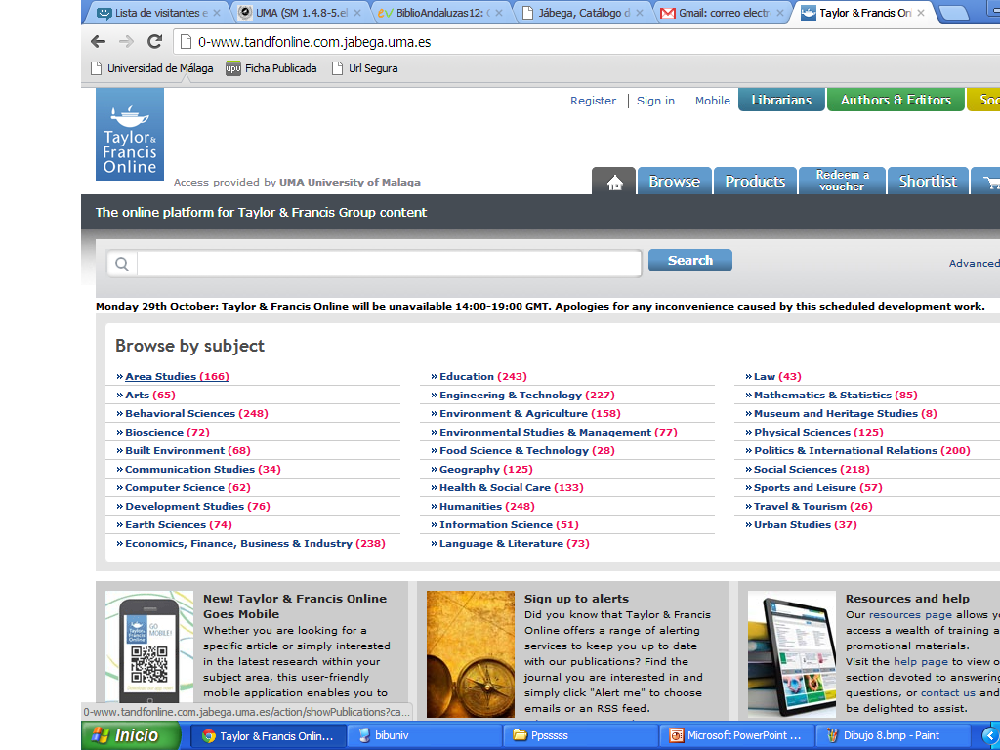 Lista de visitantes e
UMA (SM 1.4.8-5.el
BiblioAndaluzas12: C
Jábega, Catálogo d
Gmail: correo electr
Taylor & Francis On
0-www.tandfonline.com.jabega.uma.es
Universidad de Málaga
upv Ficha Publicada
Url Segura
Register Sign in Mobile Librarians Authors & Editors Soc
Taylor &
Francis
Online
Access provided by UMA University of Malaga
Browse Products Redeem a voucher Shortlist
The online platform for Taylor & Francis Group content
Search
Advanced
Monday 29th October: Taylor & Francis Online will be unavailable 14:00-19:00 GMT. Apologies for any inconvenience caused by this scheduled development work.
Browse by subject
» Area Studies (166)
» Arts (65)
» Behavioral Sciences (248)
» Bioscience (72)
» Built Environment (68)
» Communication Studies (34)
» Computer Science (62)
» Development Studies (76)
» Earth Sciences (74)
» Economics, Finance, Business & Industry (238)
» Education (243)
» Engineering & Technology (227)
» Environment & Agriculture (158)
» Environmental Studies & Management (77)
» Food Science & Technology (28)
» Geography (125)
» Health & Social Care (133)
» Humanities (248)
» Information Science (51)
» Language & Literature (73)
» Law (43)
» Mathematics & Statistics (85)
» Museum and Heritage Studies (8)
» Physical Sciences (125)
» Politics & International Relations (200)
» Social Sciences (218)
» Sports and Leisure (57)
» Travel & Tourism (26)
» Urban Studies (37)
Taylor & Francis Online
GO MOBILE!
New! Taylor & Francis Online
Goes Mobile
Whether you are looking for a
specific article or simply interested
in the latest research within your
subject area, this user-friendly
mobile application enables you to
Sign up to alerts
Did you know that Taylor & Francis
Online offers a range of alerting
services to keep you up to date
with our publications? Find the
journal you are interested in and
simply click "Alert me" to choose
emails or an RSS feed.
Resources and help
Our resources page allows y
access a wealth of training a
promotional materials.
Visit the help page to view o
section devoted to answering
questions, or contact us and
be delighted to assist.
0-www.tandfonline.com.jabega.uma.es/action/showPublications?ca...
Inicio
Taylor & Francis Onlin...
bibuniv
Ppsssss
Microsoft PowerPoint ...
Dibujo 8.bmp - Paint